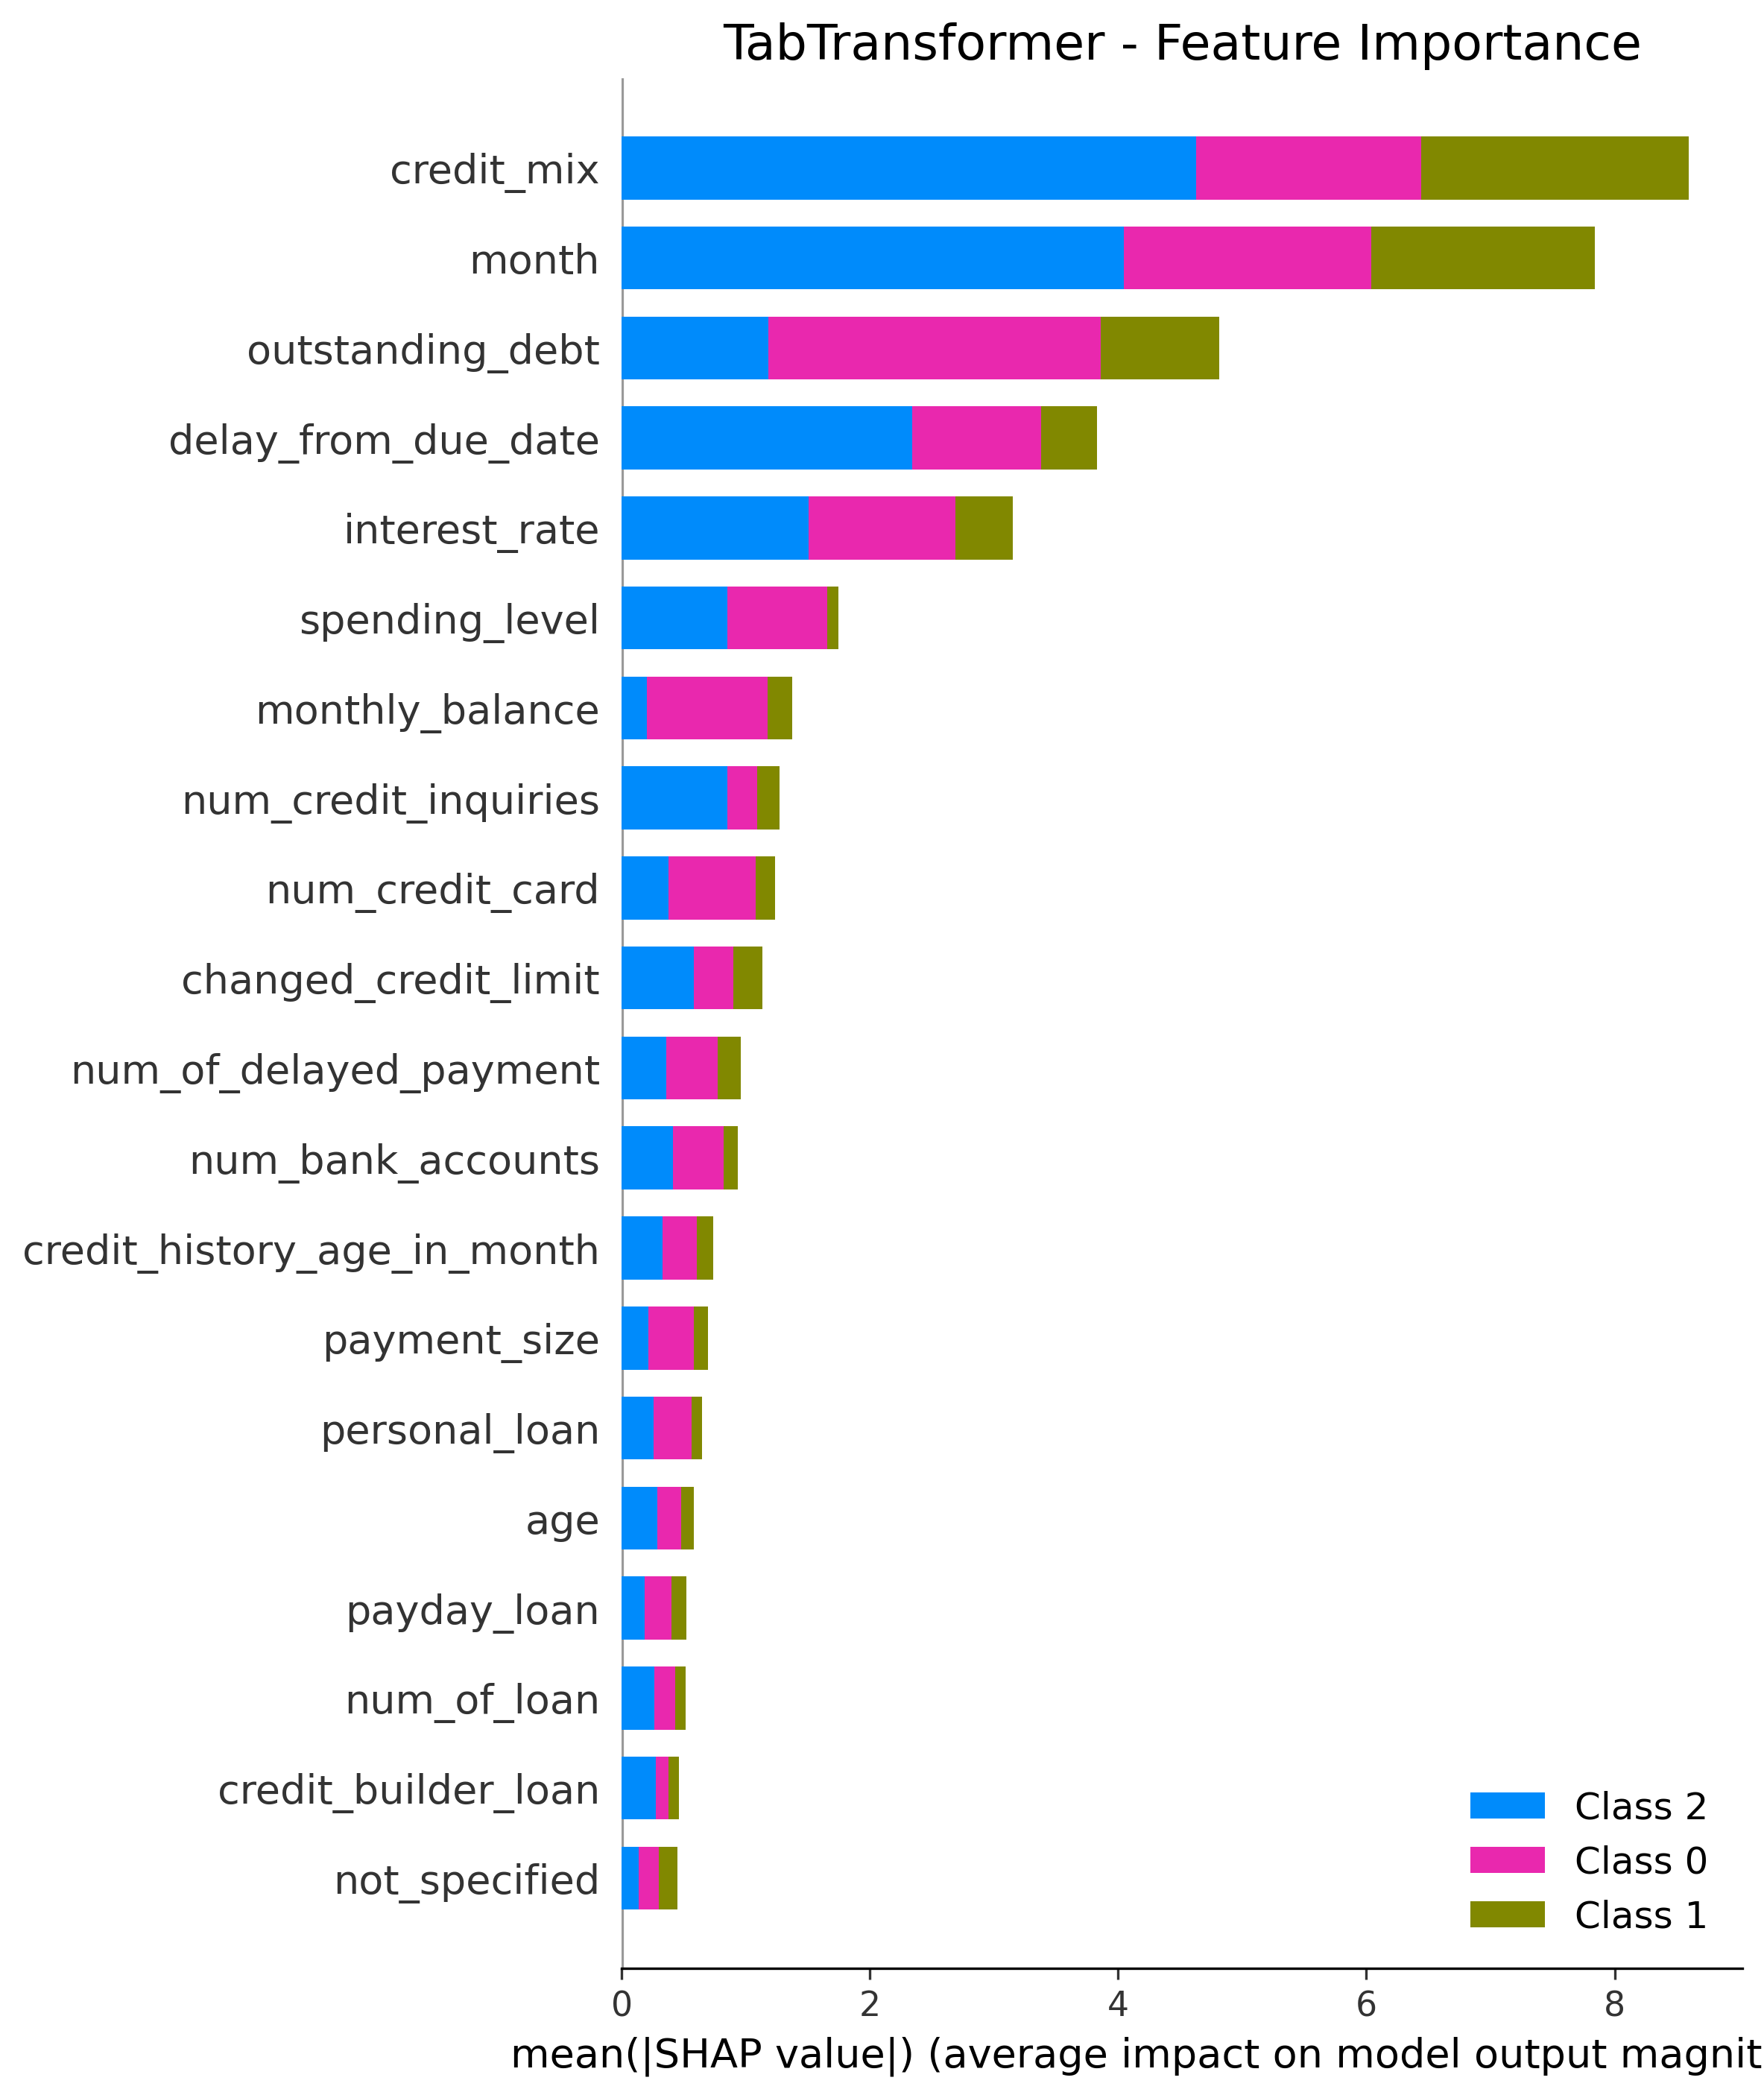 TabTransformer - Feature Importance
credit_mix
month
outstanding_debt
delay_from_due_date
interest_rate
spending_level
monthly_balance
num_credit_inquiries
num_credit_card
changed_credit_limit
num_of_delayed_payment
num_bank_accounts
credit_history_age_in_month
payment_size
personal_loan
age
payday_loan
num_of_loan
credit_builder_loan
not_specified
Class 2
Class 0
Class 1
0 2 4 6 8
mean(|SHAP value|) (average impact on model output magnit